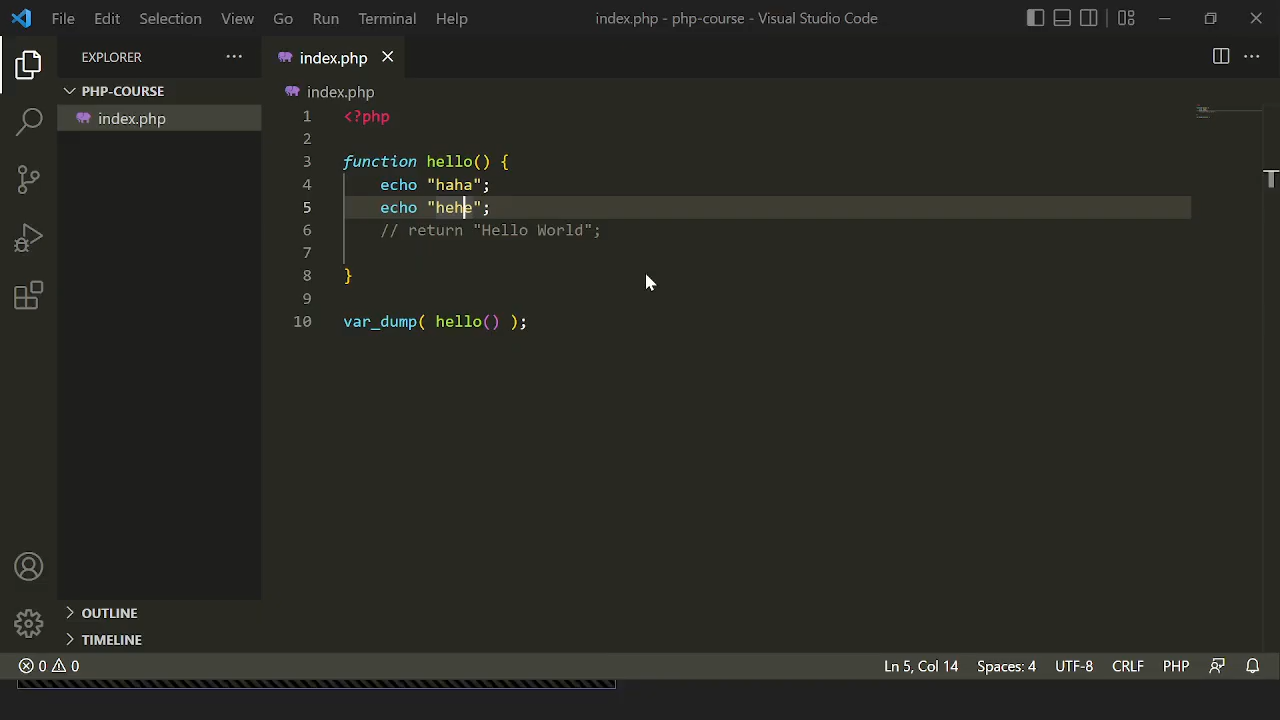 File Edit Selection View Go Run Terminal Help index.php - php-course - Visual Studio Code
EXPLORER
index.php
PHP-COURSE
index.php
index.php
1 <?php
2
3 function hello() {
4 echo "haha";
5 echo "hehe";
6 // return "Hello World";
7
8 }
9
10 var_dump( hello() );
OUTLINE
TIMELINE
0 0 Ln 5, Col 14 Spaces: 4 UTF-8 CRLF PHP